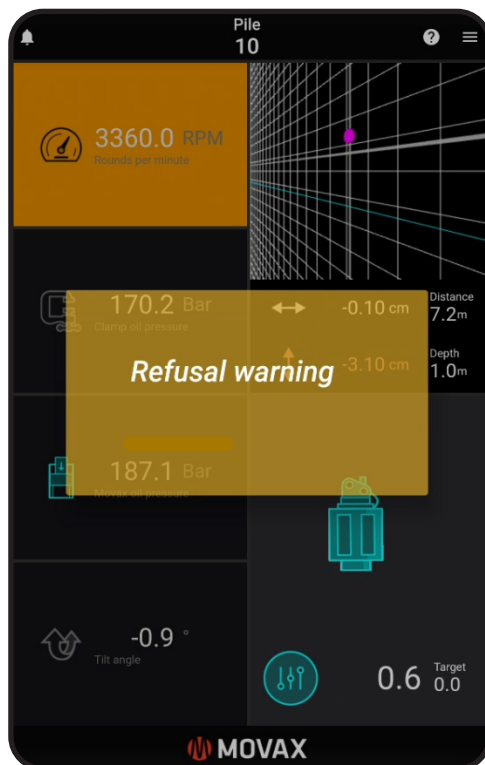 Pile
10
3360.0 RPM
Rounds per minute
170.2 Bar
Clamp oil pressure
-0.10 cm
Distance
7.2m
-3.10 cm
Depth
1.0m
Refusal warning
187.1 Bar
Movax oil pressure
-0.9 °
Tilt angle
0.6
Target
0.0
MOVAX